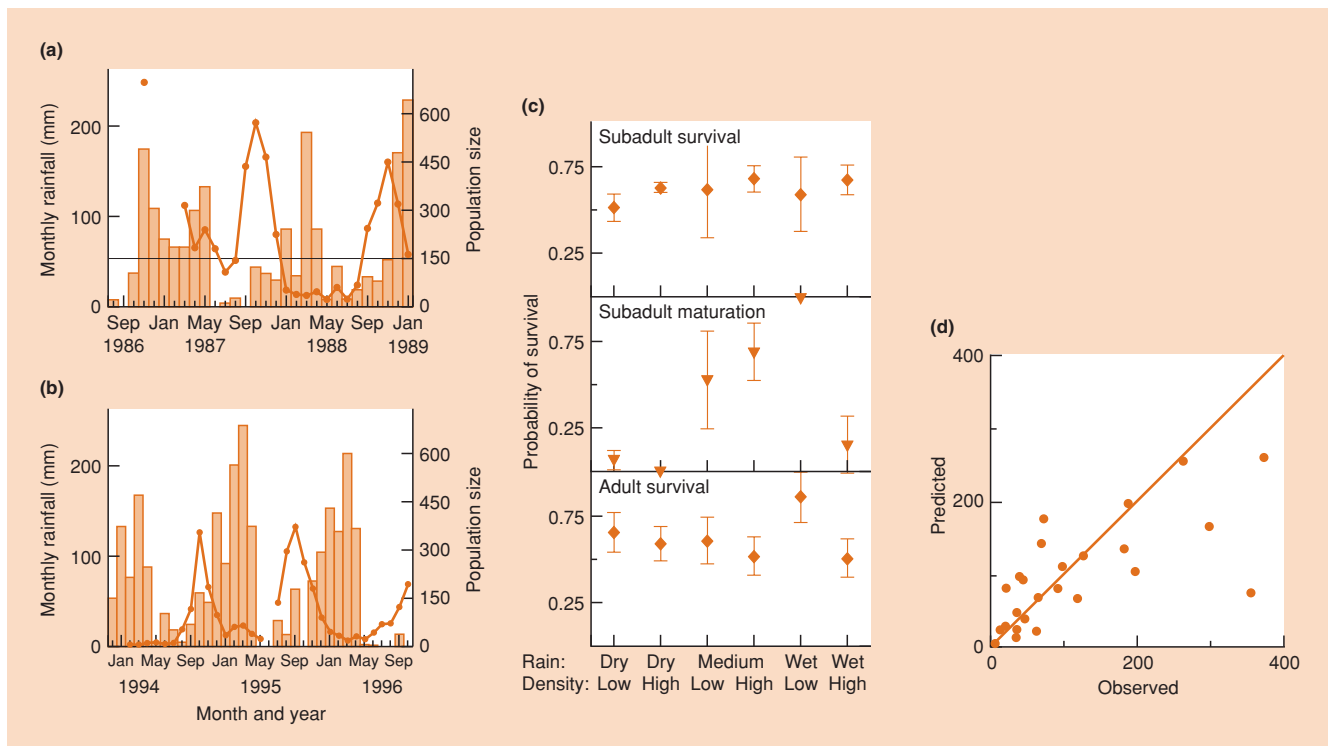 (a)
Monthly rainfall (mm)
200
100
0
600
450
300
150
0
Population size
Sep Jan May Sep Jan May Sep Jan
1986 1987 1988 1989
(b)
Monthly rainfall (mm)
200
100
0
600
450
300
150
0
Population size
Jan May Sep Jan May Sep Jan May Sep
1994 1995 1996
Month and year
(c)
Probability of survival
Subadult survival
0.75
0.25
Subadult maturation
0.75
0.25
Adult survival
0.75
0.25
Rain: Dry Dry Medium Wet Wet
Density: Low High Low High Low High
(d)
Predicted
400
200
0
0 200 400
Observed